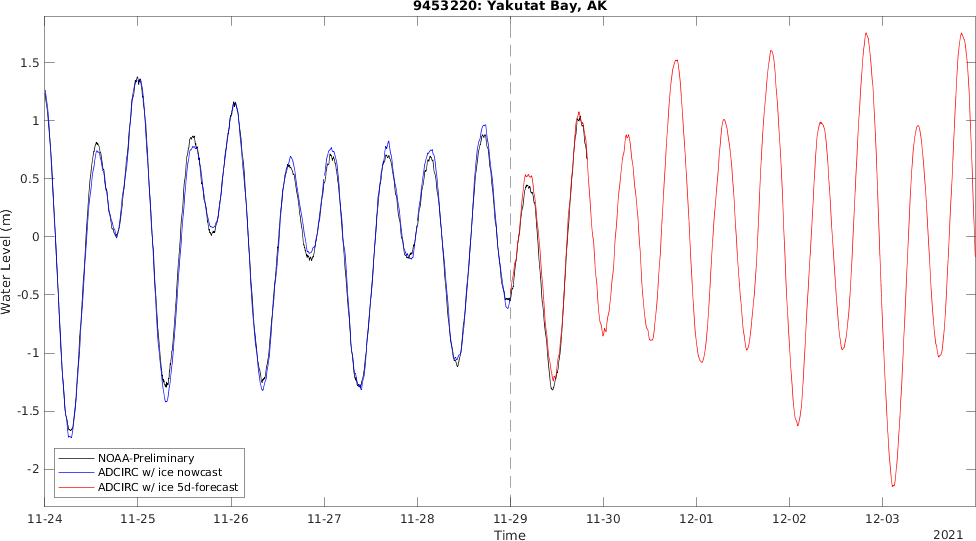 9453220: Yakutat Bay, AK
Water Level (m)
1.5
1
0.5
0
-0.5
-1
-1.5
-2
NOAA-Preliminary
ADCIRC w/ ice nowcast
ADCIRC w/ ice 5d-forecast
11-24 11-25 11-26 11-27 11-28 11-29 11-30 12-01 12-02 12-03
Time
2021